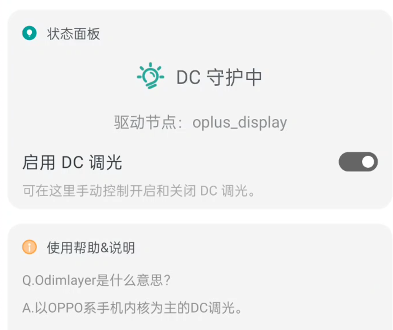 状态面板
DC 守护中
驱动节点：oplus_display
启用 DC 调光
可在这里手动控制开启和关闭 DC 调光。
使用帮助&说明
Q.Odimlayer是什么意思？
A.以OPPO系手机内核为主的DC调光。